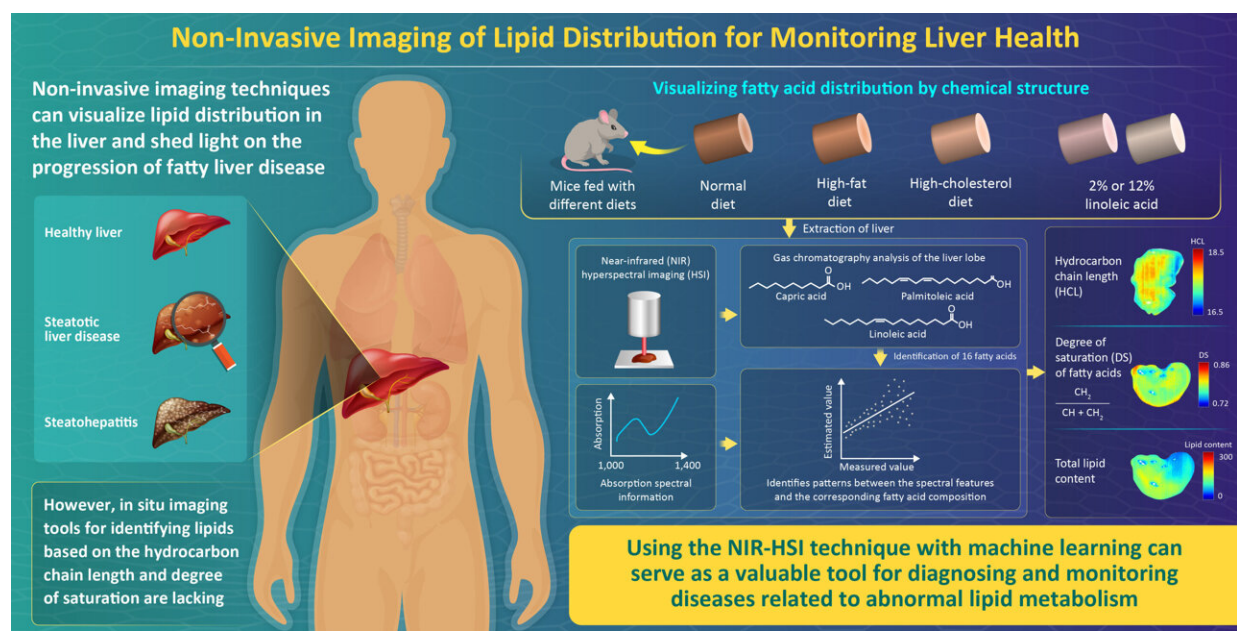 Non-Invasive Imaging of Lipid Distribution for Monitoring Liver Health
Non-invasive imaging techniques
can visualize lipid distribution in
the liver and shed light on the
progression of fatty liver disease
Healthy liver
Steatotic
liver disease
Steatohepatitis
However, in situ imaging
tools for identifying lipids
based on the hydrocarbon
chain length and degree
of saturation are lacking
Visualizing fatty acid distribution by chemical structure
Mice fed with
different diets
Normal
diet
High-fat
diet
High-cholesterol
diet
2% or 12%
linoleic acid
Extraction of liver
Near-infrared (NIR)
hyperspectral imaging (HSI)
Gas chromatography analysis of the liver lobe
O
OH
Capric acid
OH
Palmitoleic acid
O
OH
Linoleic acid
Identification of 16 fatty acids
Absorption
1,000
1,400
Absorption spectral
information
Estimated value
Measured value
Identifies patterns between the spectral features
and the corresponding fatty acid composition
Hydrocarbon
chain length
(HCL)
HCL
18.5
16.5
Degree of
saturation (DS)
of fatty acids
CH₂
CH + CH₂
DS
0.86
0.72
Total lipid
content
Lipid content
300
0
Using the NIR-HSI technique with machine learning can
serve as a valuable tool for diagnosing and monitoring
diseases related to abnormal lipid metabolism